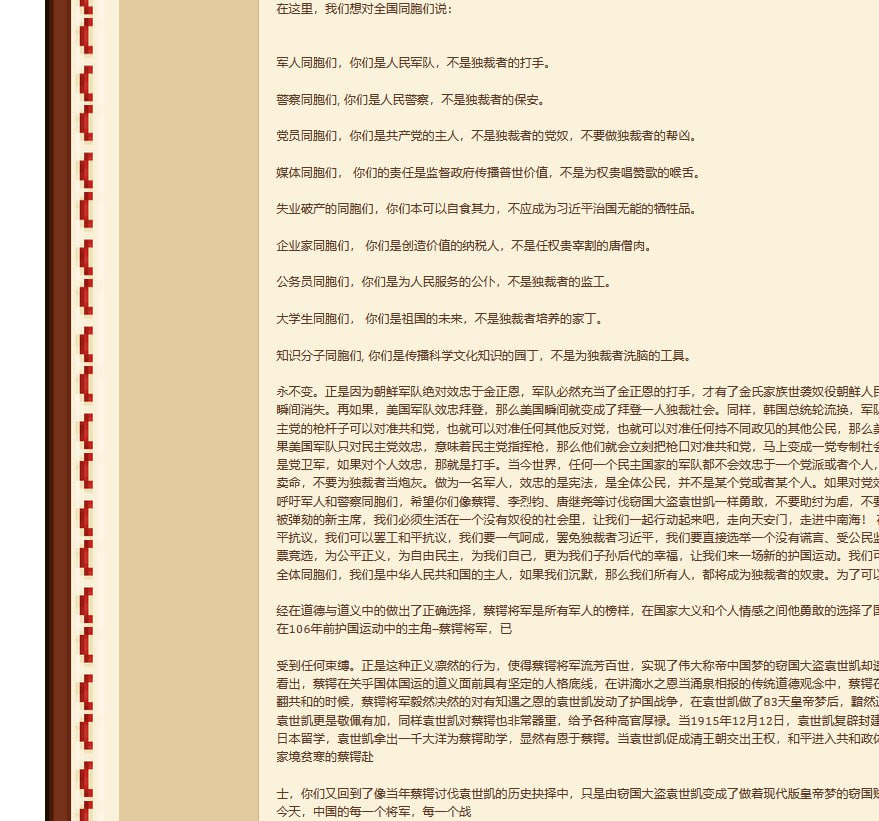 在这里，我们想对全国同胞们说：
军人同胞们，你们是人民军队，不是独裁者的打手。
警察同胞们, 你们是人民警察，不是独裁者的保安。
党员同胞们，你们是共产党的主人，不是独裁者的党奴，不要做独裁者的帮凶。
媒体同胞们， 你们的责任是监督政府传播普世价值，不是为权贵唱赞歌的喉舌。
失业破产的同胞们，你们本可以自食其力，不应成为习近平治国无能的牺牲品。
企业家同胞们， 你们是创造价值的纳税人，不是任权贵宰割的唐僧肉。
公务员同胞们，你们是为人民服务的公仆，不是独裁者的监工。
大学生同胞们， 你们是祖国的未来，不是独裁者培养的家丁。
知识分子同胞们, 你们是传播科学文化知识的园丁，不是为独裁者洗脑的工具。
永不变。正是因为朝鲜军队绝对效忠于金正恩，军队必然充当了金正恩的打手，才有了金氏家族世袭奴役朝鲜人民
瞬间消失。再如果，美国军队效忠拜登，那么美国瞬间就变成了拜登一人独裁社会。同样，韩国总统轮流换，军队
主党的枪杆子可以对准共和党，也就可以对准任何其他反对党，也就可以对准任何持不同政见的其他公民，那么美
果美国军队只对民主党效忠，意味着民主党指挥枪，那么他们就会立刻把枪口对准共和党，马上变成一党专制社会
是党卫军，如果对个人效忠，那就是打手。当今世界，任何一个民主国家的军队都不会效忠于一个党派或者个人，
卖命，不要为独裁者当炮灰。做为一名军人，效忠的是宪法，是全体公民，并不是某个党或者某个人。如果对党效
呼吁军人和警察同胞们，希望你们像蔡锷、李烈钧、唐继尧等讨伐窃国大盗袁世凯一样勇敢，不要助纣为虐，不要
被弹劾的新主席，我们必须生活在一个没有奴役的社会里，让我们一起行动起来吧，走向天安门，走进中南海！ 在
平抗议，我们可以罢工和平抗议，我们要一气呵成，罢免独裁者习近平，我们要直接选举一个没有谎言、受公民监
票竞选，为公平正义，为自由民主，为我们自己，更为我们子孙后代的幸福，让我们来一场新的护国运动。我们可
全体同胞们，我们是中华人民共和国的主人，如果我们沉默，那么我们所有人，都将成为独裁者的奴隶。为了可以
经在道德与道义中的做出了正确选择，蔡锷将军是所有军人的榜样，在国家大义和个人情感之间他勇敢的选择了国
在106年前护国运动中的主角—蔡锷将军，已
受到任何束缚。正是这种正义凛然的行为，使得蔡锷将军流芳百世，实现了伟大称帝中国梦的窃国大盗袁世凯却遗
看出，蔡锷在关乎国体国运的道义面前具有坚定的人格底线，在讲滴水之恩当涌泉相报的传统道德观念中，蔡锷在
翻共和的时候，蔡锷将军毅然决然的对有知遇之恩的袁世凯发动了护国战争，在袁世凯做了83天皇帝梦后，黯然退
袁世凯更是敬佩有加，同样袁世凯对蔡锷也非常器重，给予各种高官厚禄。当1915年12月12日，袁世凯复辟封建
日本留学，袁世凯拿出一千大洋为蔡锷助学，显然有恩于蔡锷。当袁世凯促成清王朝交出王权，和平进入共和政体
家境贫寒的蔡锷赴
士，你们又回到了像当年蔡锷讨伐袁世凯的历史抉择中，只是由窃国大盗袁世凯变成了做着现代版皇帝梦的窃国贼
今天，中国的每一个将军，每一个战